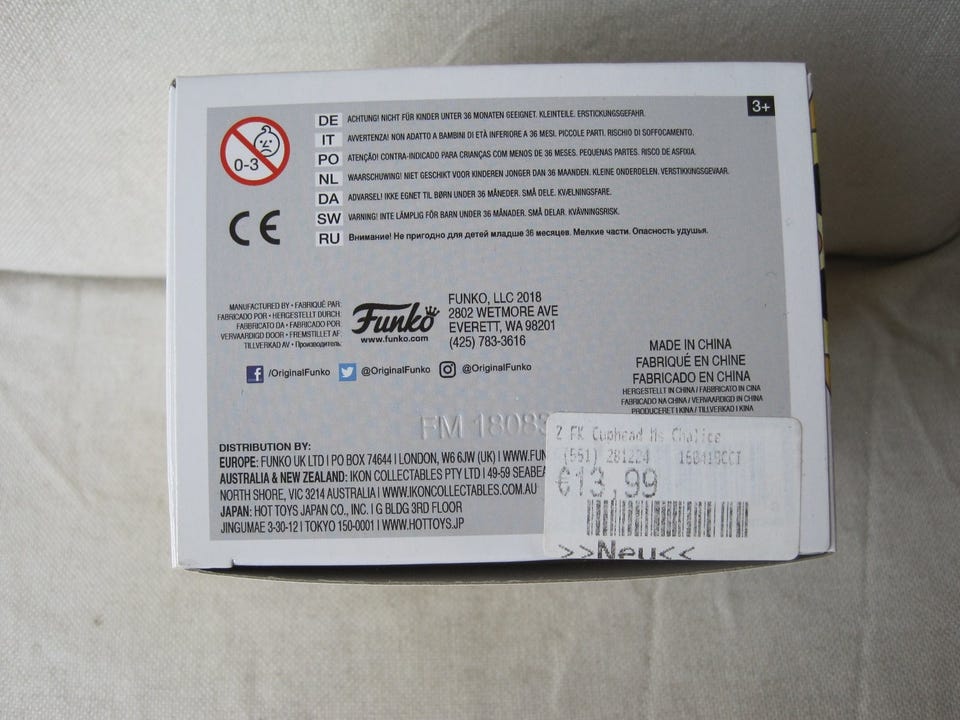 3+
0-3
DE ACHTUNG! NICHT FÜR KINDER UNTER 36 MONATEN GEEIGNET. KLEINTEILE. ERSTICKUNGSGEFAHR.
IT AVVERTENZA! NON ADATTO A BAMBINI DI ETÀ INFERIORE A 36 MESI. PICCOLE PARTI. RISCHIO DI SOFFOCAMENTO.
PO ATENÇÃO! CONTRA-INDICADO PARA CRIANÇAS COM MENOS DE 36 MESES. PEQUENAS PARTES. RISCO DE ASFIXIA.
NL WAARSCHUWING! NIET GESCHIKT VOOR KINDEREN JONGER DAN 36 MAANDEN. KLEINE ONDERDELEN. VERSTIKKINGSGEVAAR.
DA ADVARSEL! IKKE EGNET TIL BØRN UNDER 36 MÅNEDER. SMÅ DELE. KVÆLNINGSFARE.
SW VARNING! INTE LÄMPLIG FÖR BARN UNDER 36 MÅNADER. SMÅ DELAR. KVÄVNINGSRISK.
RU Внимание! Не пригодно для детей младше 36 месяцев. Мелкие части. Опасность удушья.
CE
MANUFACTURED BY • FABRIQUÉ PAR:
FABRICADO POR • HERGESTELLT DURCH:
FABBRICATO DA • FABRICADO POR:
VERVAARDIGD DOOR • FREMSTILLET AF:
TILLVERKAD AV • Производитель:
Funko
www.funko.com
FUNKO, LLC 2018
2802 WETMORE AVE
EVERETT, WA 98201
(425) 783-3616
/OriginalFunko @OriginalFunko @OriginalFunko
MADE IN CHINA
FABRIQUÉ EN CHINE
FABRICADO EN CHINA
HERGESTELLT IN CHINA / FABBRICATO IN CINA
FABRICADO NA CHINA / VERVAARDIGD IN CHINA
PRODUCERET I KINA / TILLVERKAD I KINA
FM 18083
DISTRIBUTION BY:
EUROPE: FUNKO UK LTD I PO BOX 74644 I LONDON, W6 6JW (UK) I WWW.FUN
AUSTRALIA & NEW ZEALAND: IKON COLLECTABLES PTY LTD I 49-59 SEABEA
NORTH SHORE, VIC 3214 AUSTRALIA I WWW.IKONCOLLECTABLES.COM.AU
JAPAN: HOT TOYS JAPAN CO., INC. I G BLDG 3RD FLOOR
JINGUMAE 3-30-12 I TOKYO 150-0001 I WWW.HOTTOYS.JP
Z FK Cuphead Ms Chalice
(551) 281224
€13,99
>>Neu<<